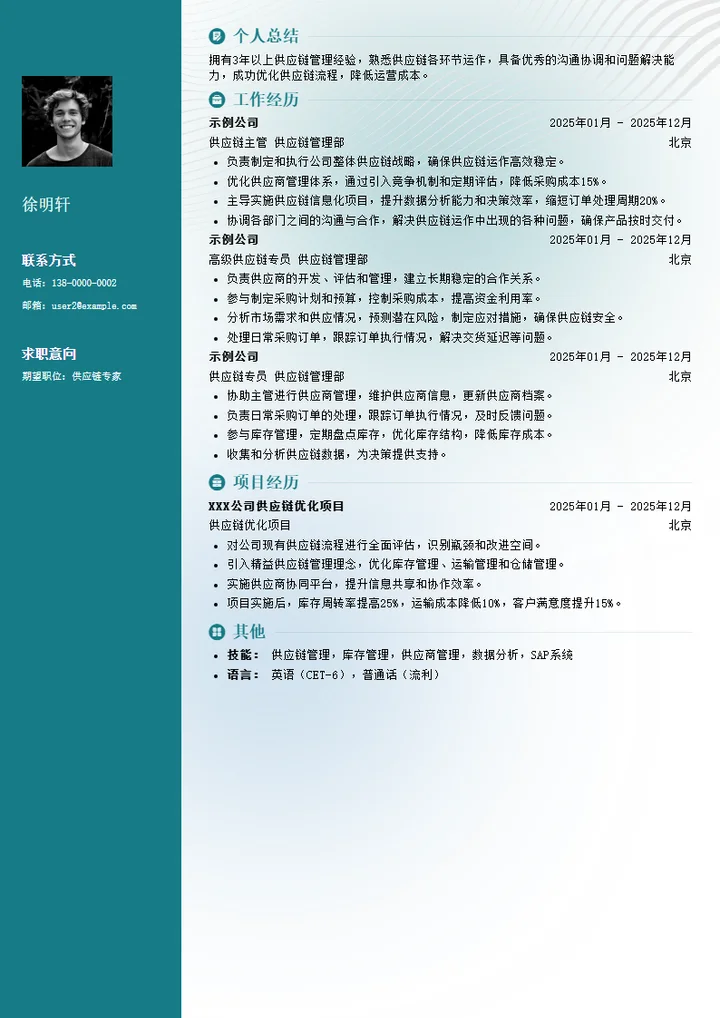 徐明轩
联系方式
电话：138-0000-0002
邮箱：user2@example.com
求职意向
期望职位：供应链专家
个人总结
拥有3年以上供应链管理经验，熟悉供应链各环节运作，具备优秀的沟通协调和问题解决能
力，成功优化供应链流程，降低运营成本。
工作经历
示例公司 2025年01月 - 2025年12月
供应链主管 供应链管理部 北京
• 负责制定和执行公司整体供应链战略，确保供应链运作高效稳定。
• 优化供应商管理体系，通过引入竞争机制和定期评估，降低采购成本15%。
• 主导实施供应链信息化项目，提升数据分析能力和决策效率，缩短订单处理周期20%。
• 协调各部门之间的沟通与合作，解决供应链运作中出现的各种问题，确保产品按时交付。
示例公司 2025年01月 - 2025年12月
高级供应链专员 供应链管理部 北京
• 负责供应商的开发、评估和管理，建立长期稳定的合作关系。
• 参与制定采购计划和预算，控制采购成本，提高资金利用率。
• 分析市场需求和供应情况，预测潜在风险，制定应对措施，确保供应链安全。
• 处理日常采购订单，跟踪订单执行情况，解决交货延迟等问题。
示例公司 2025年01月 - 2025年12月
供应链专员 供应链管理部 北京
• 协助主管进行供应商管理，维护供应商信息，更新供应商档案。
• 负责日常采购订单的处理，跟踪订单执行情况，及时反馈问题。
• 参与库存管理，定期盘点库存，优化库存结构，降低库存成本。
• 收集和分析供应链数据，为决策提供支持。
项目经历
XXX公司供应链优化项目 2025年01月 - 2025年12月
供应链优化项目 北京
• 对公司现有供应链流程进行全面评估，识别瓶颈和改进空间。
• 引入精益供应链管理理念，优化库存管理、运输管理和仓储管理。
• 实施供应商协同平台，提升信息共享和协作效率。
• 项目实施后，库存周转率提高25%，运输成本降低10%，客户满意度提升15%。
其他
• 技能： 供应链管理，库存管理，供应商管理，数据分析，SAP系统
• 语言： 英语（CET-6），普通话（流利）